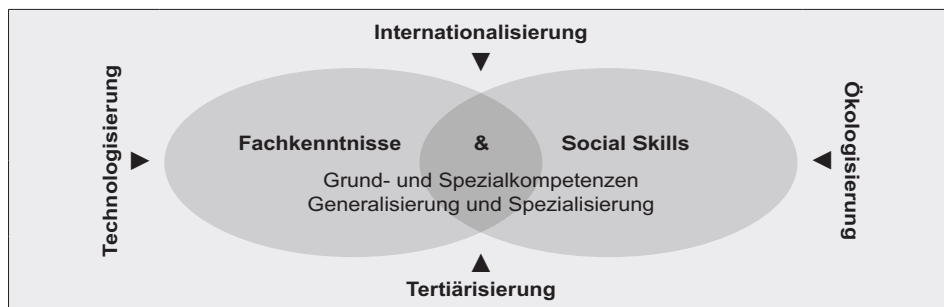 Internationalisierung
Technologisierung
Ökologisierung
Fachkenntnisse & Social Skills
Grund- und Spezialkompetenzen
Generalisierung und Spezialisierung
Tertiärisierung